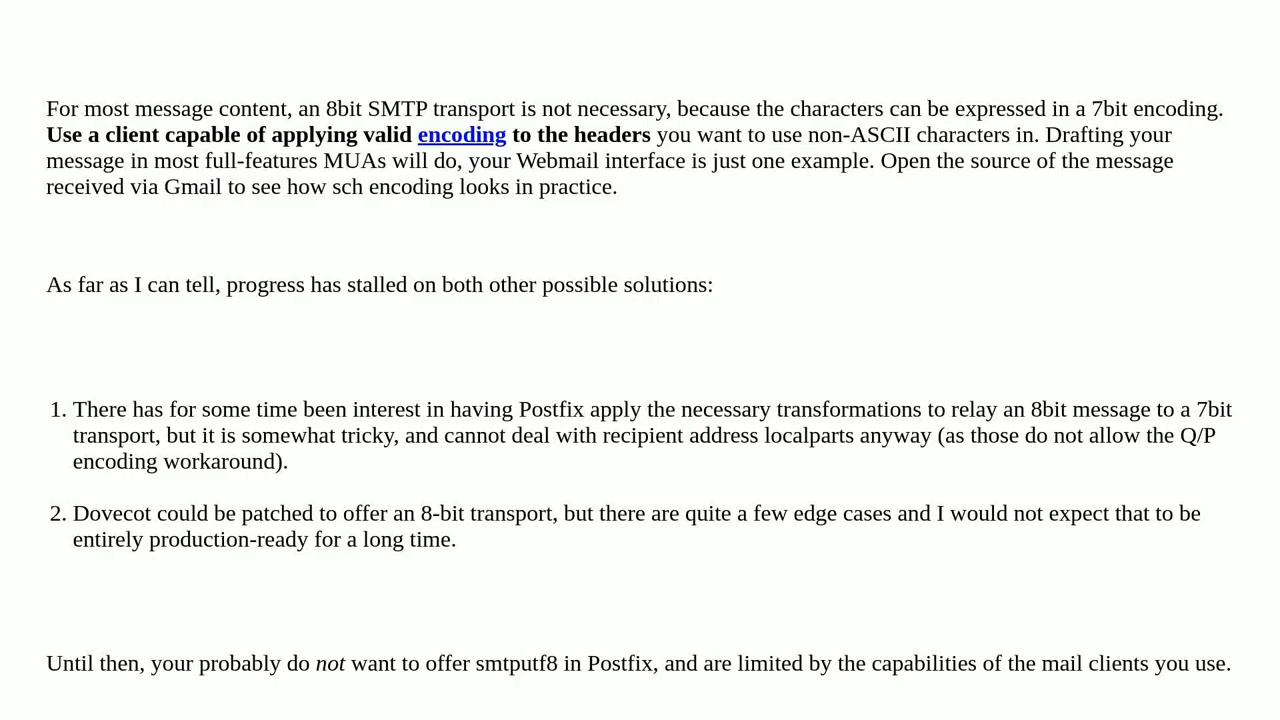 For most message content, an 8bit SMTP transport is not necessary, because the characters can be expressed in a 7bit encoding.
Use a client capable of applying valid encoding to the headers you want to use non-ASCII characters in. Drafting your
message in most full-features MUAs will do, your Webmail interface is just one example. Open the source of the message
received via Gmail to see how sch encoding looks in practice.
As far as I can tell, progress has stalled on both other possible solutions:
1. There has for some time been interest in having Postfix apply the necessary transformations to relay an 8bit message to a 7bit
transport, but it is somewhat tricky, and cannot deal with recipient address localparts anyway (as those do not allow the Q/P
encoding workaround).
2. Dovecot could be patched to offer an 8-bit transport, but there are quite a few edge cases and I would not expect that to be
entirely production-ready for a long time.
Until then, your probably do not want to offer smtputf8 in Postfix, and are limited by the capabilities of the mail clients you use.